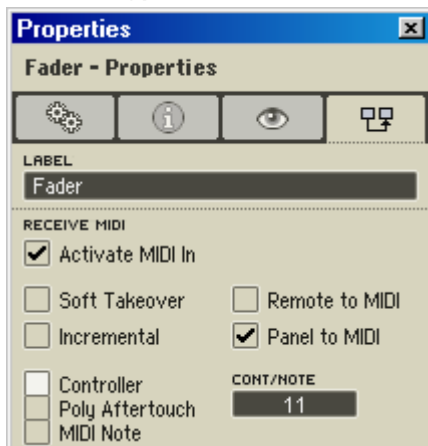 Properties
Fader - Properties
LABEL
Fader
RECEIVE MIDI
Activate MIDI In
Soft Takeover
Remote to MIDI
Incremental
Panel to MIDI
Controller
CONT/NOTE
Poly Aftertouch
11
MIDI Note